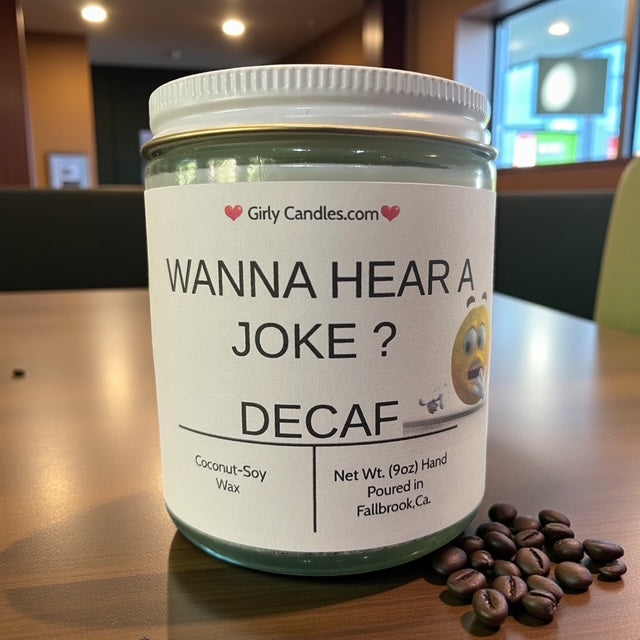 Girly Candles.com
WANNA HEAR A
JOKE ?
DECAF
Coconut-Soy
Wax
Net Wt. (9oz) Hand
Poured in
Fallbrook,Ca.